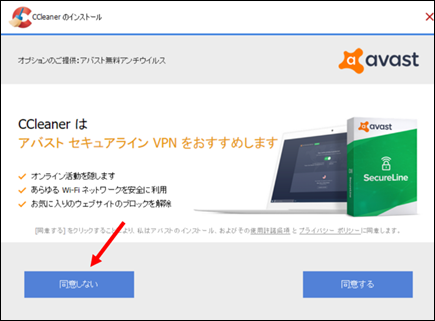 CCleaner のインストール
オプションのご提供:アバスト無料アンチウイルス
avast
CCleaner は
アバスト セキュアライン VPN をおすすめします
オンライン活動を隠します
あらゆる Wi-Fi ネットワークを安全に利用
お気に入りのウェブサイトのブロックを解除
avast
SecureLine
[同意する] をクリックすることにより、私はアバストのインストール、およびその使用許諾事項 と プライバシー ポリシーに同意します。
同意しない
同意する